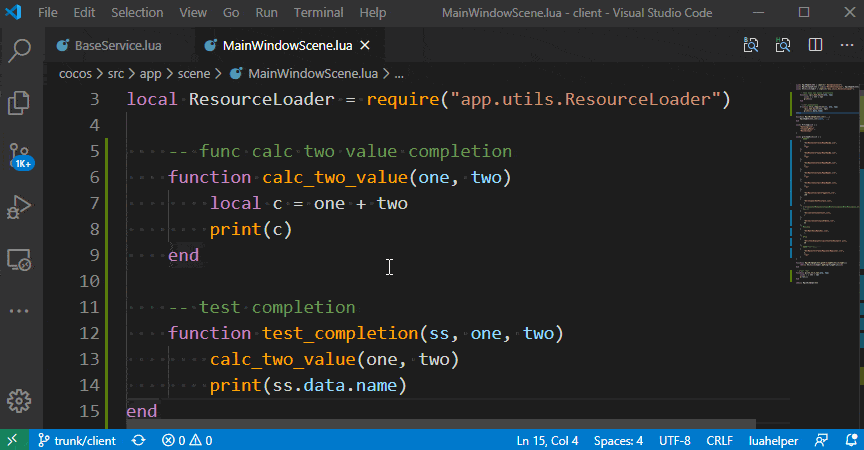 File Edit Selection View Go Run Terminal Help MainWindowScene.lua - client - Visual Studio Code
BaseService.lua MainWindowScene.lua ×
cocos > src > app > scene > MainWindowScene.lua > ...
3 local ResourceLoader = require("app.utils.ResourceLoader")
4
5 -- func calc two value completion
6 function calc_two_value(one, two)
7 local c = one + two
8 print(c)
9 end
10
11 -- test completion
12 function test_completion(ss, one, two)
13 calc_two_value(one, two)
14 print(ss.data.name)
15 end
1K+
trunk/client 0 0 Ln 15, Col 4 Spaces: 4 UTF-8 CRLF luahelper